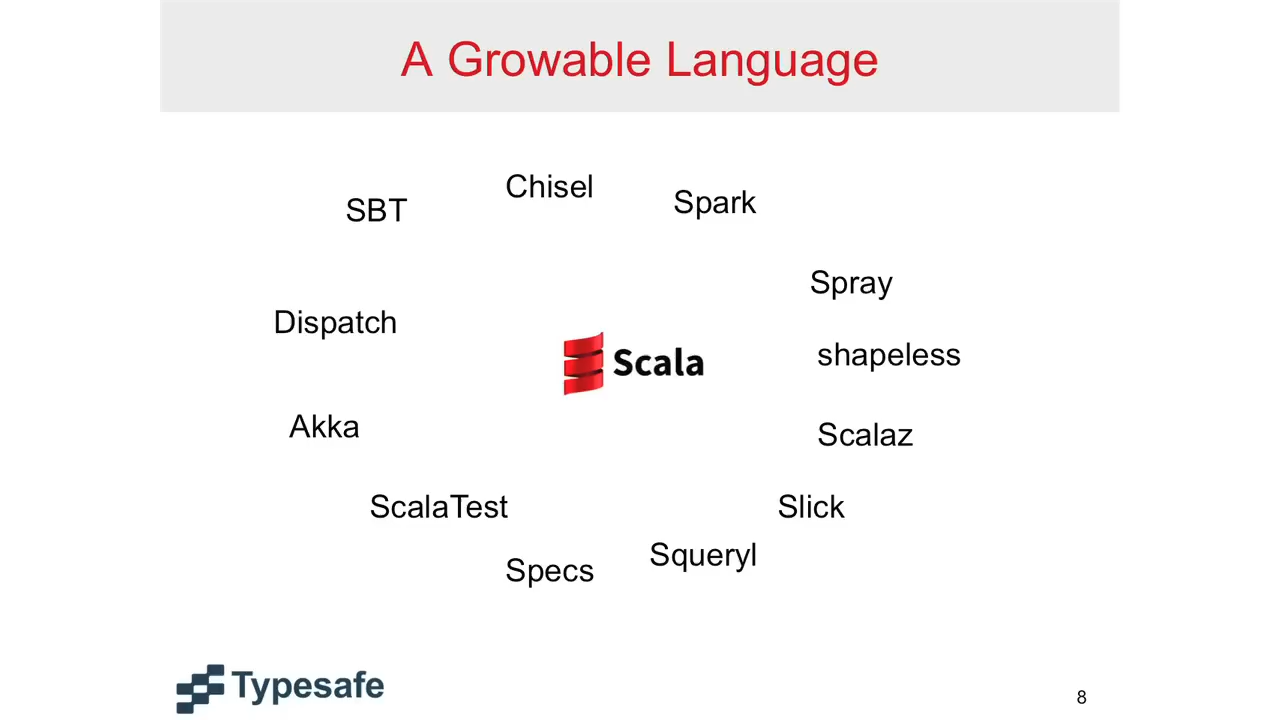 A Growable Language
Chisel
Spark
SBT
Spray
Dispatch
shapeless
Scala
Akka
Scalaz
ScalaTest
Slick
Squeryl
Specs
Typesafe
8